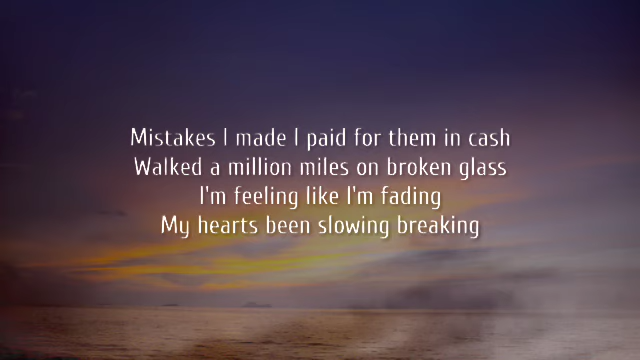 Mistakes I made I paid for them in cash
Walked a million miles on broken glass
I'm feeling like I'm fading
My hearts been slowing breaking